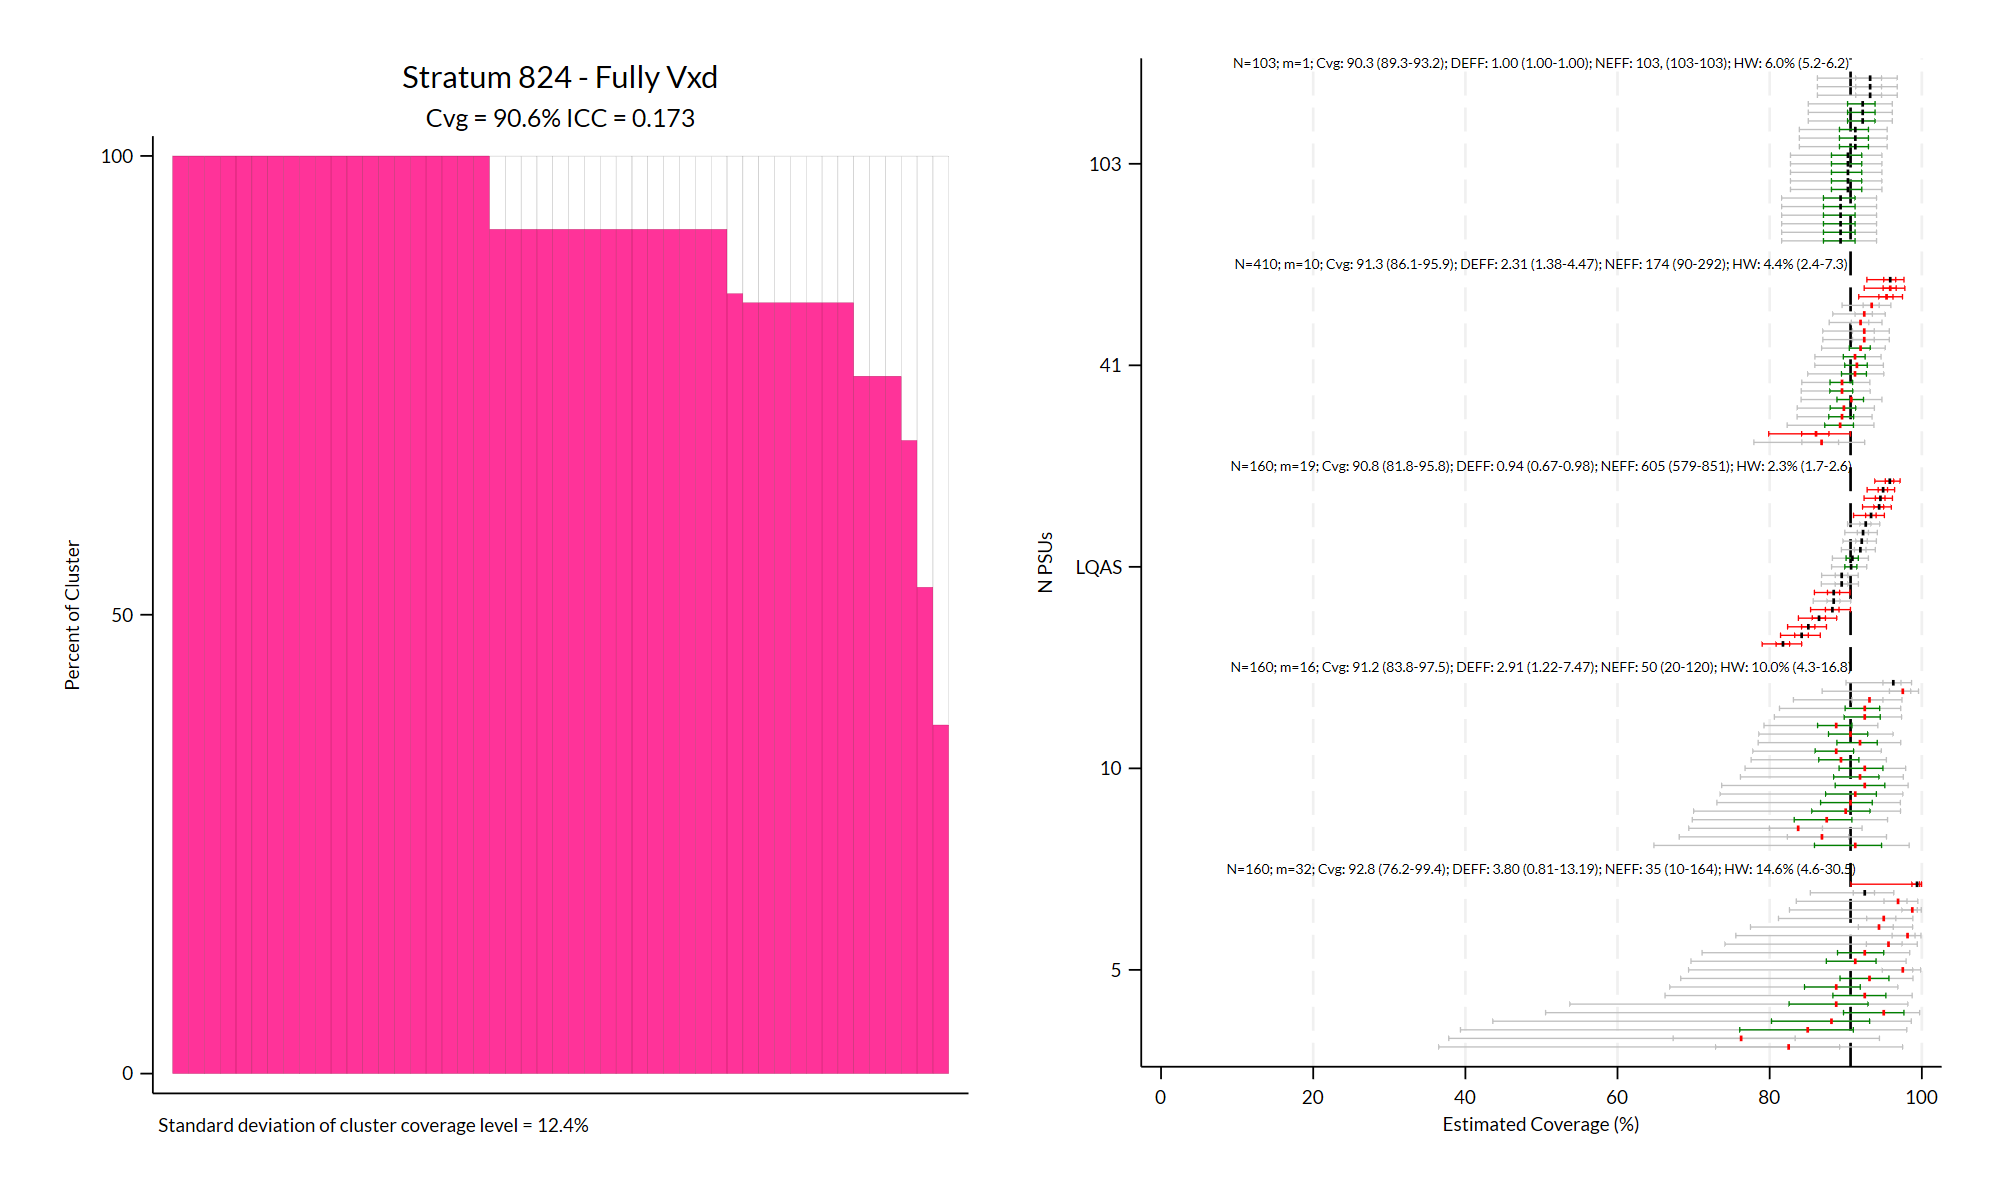 Stratum 824 - Fully Vxd
Cvg = 90.6% ICC = 0.173
100
50
0
Percent of Cluster
Standard deviation of cluster coverage level = 12.4%
N=103; m=1; Cvg: 90.3 (89.3-93.2); DEFF: 1.00 (1.00-1.00); NEFF: 103, (103-103); HW: 6.0% (5.2-6.2)
103
N=410; m=10; Cvg: 91.3 (86.1-95.9); DEFF: 2.31 (1.38-4.47); NEFF: 174 (90-292); HW: 4.4% (2.4-7.3)
41
N=160; m=19; Cvg: 90.8 (81.8-95.8); DEFF: 0.94 (0.67-0.98); NEFF: 605 (579-851); HW: 2.3% (1.7-2.6)
LQAS
N=160; m=16; Cvg: 91.2 (83.8-97.5); DEFF: 2.91 (1.22-7.47); NEFF: 50 (20-120); HW: 10.0% (4.3-16.8)
10
N=160; m=32; Cvg: 92.8 (76.2-99.4); DEFF: 3.80 (0.81-13.19); NEFF: 35 (10-164); HW: 14.6% (4.6-30.5)
5
N PSUs
0 20 40 60 80 100
Estimated Coverage (%)